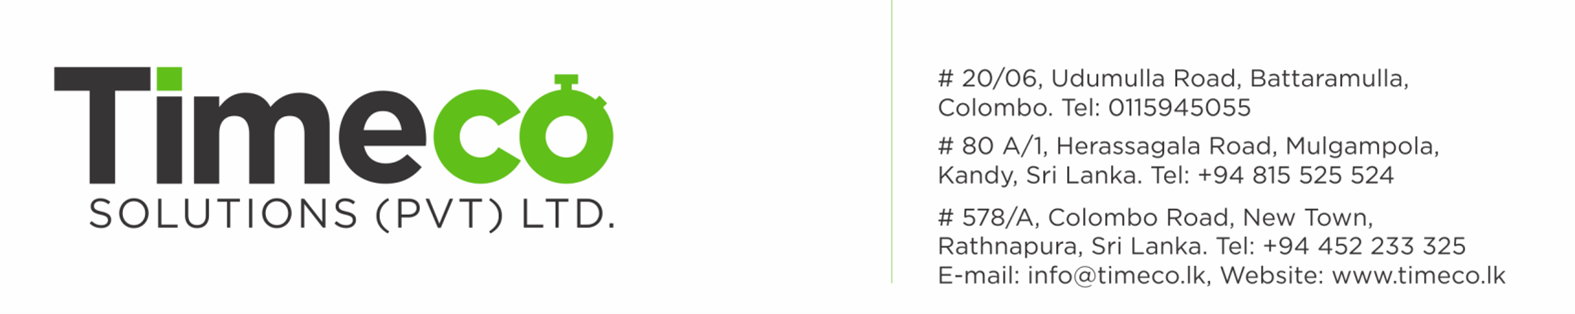 Timeco
SOLUTIONS (PVT) LTD.
# 20/06, Udumulla Road, Battaramulla,
Colombo. Tel: 0115945055
# 80 A/1, Herassagala Road, Mulgampola,
Kandy, Sri Lanka. Tel: +94 815 525 524
# 578/A, Colombo Road, New Town,
Rathnapura, Sri Lanka. Tel: +94 452 233 325
E-mail: info@timeco.lk, Website: www.timeco.lk